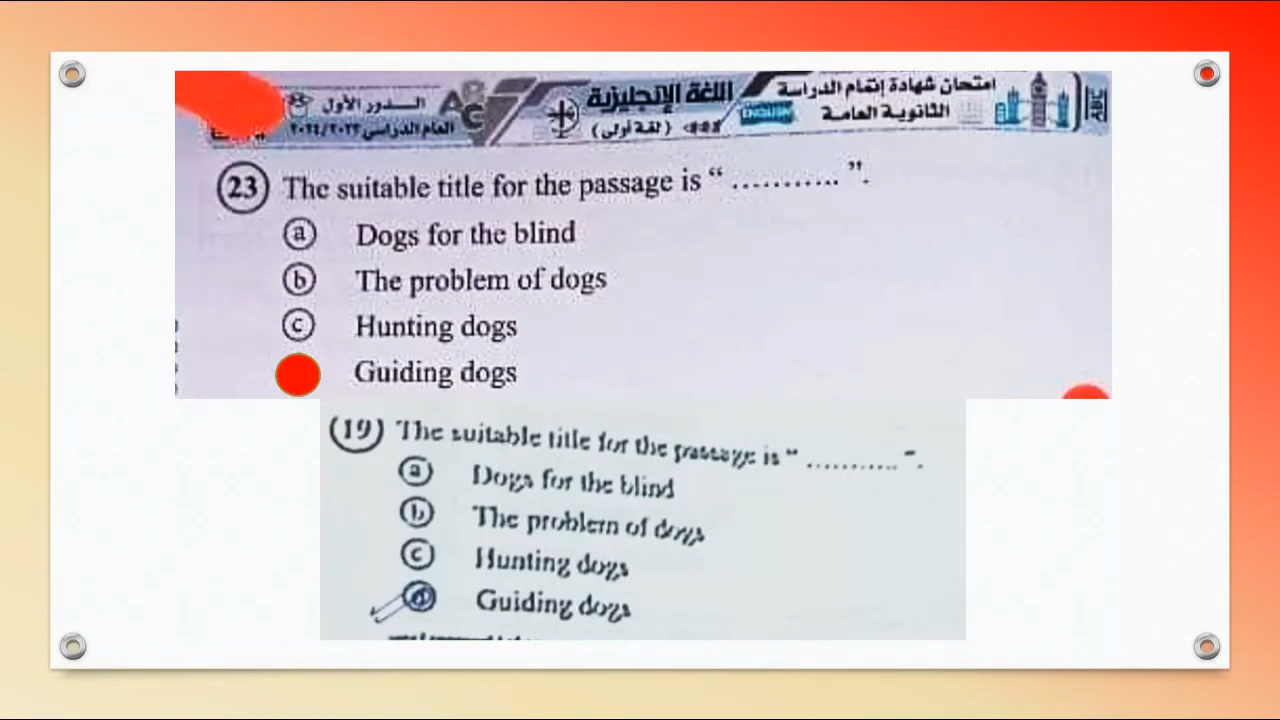 امتحان شهادة إتمام الدراسة
الثانوية العامة
ABC
ENGLISH
اللغة الإنجليزية
(لغة أولى)
الدور الأول
العام الدراسي ٢٠٢٤/٢٠٢٣
ABC
23 The suitable title for the passage is “ ........... ”.
a Dogs for the blind
b The problem of dogs
c Hunting dogs
Guiding dogs
(19) The suitable title for the passage is “ ........... ”.
a Dogs for the blind
b The problem of dogs
c Hunting dogs
d Guiding dogs